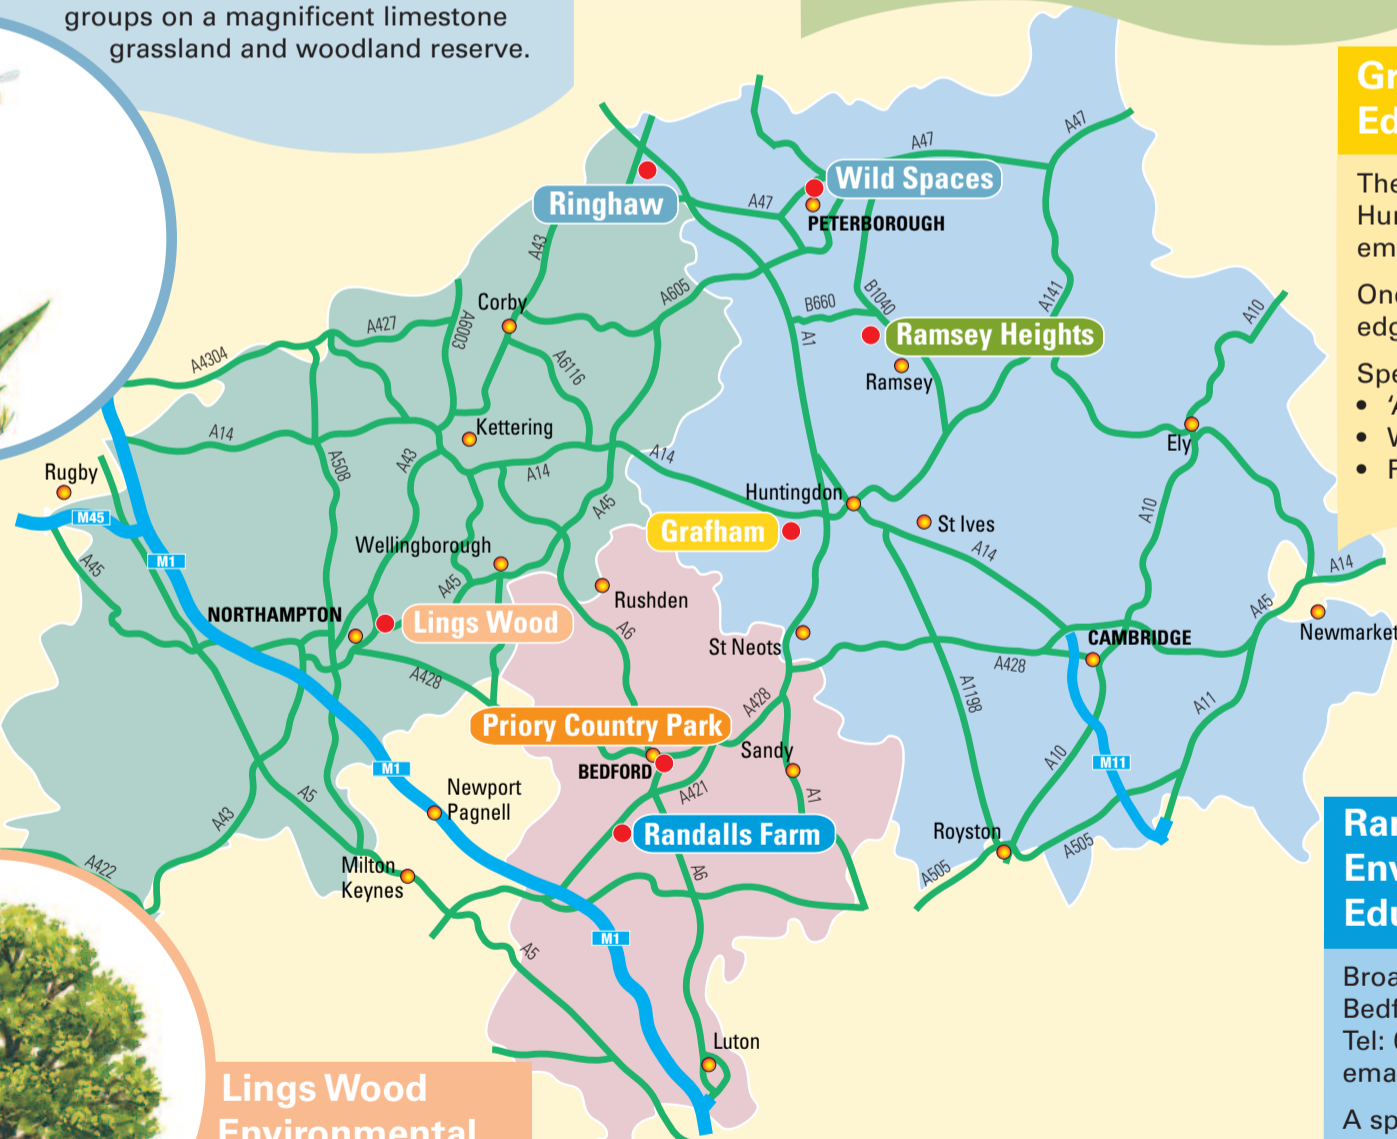 groups on a magnificent limestone
grassland and woodland reserve.
A47
A47
Wild Spaces
Ringhaw
A47
PETERBOROUGH
A43
A605
B1040
A141
B660
A10
Corby
A427
A6003
A1
Ramsey Heights
A4304
A6116
Ramsey
Kettering
A14
Ely
A508
A43
A14
A14
Rugby
Huntingdon
A45
A10
M45
St Ives
Grafham
A14
Wellingborough
M1
A45
A45
A14
A45
Rushden
NORTHAMPTON
Lings Wood
A6
Newmarket
St Neots
CAMBRIDGE
A428
A428
A1198
A428
A11
Priory Country Park
Sandy
A10
M11
BEDFORD
M1
Newport
Pagnell
A421
A1
A5
A43
Randalls Farm
Royston
A505
A505
Milton
Keynes
A422
A6
M1
A5
Luton
Lings Wood
Environmental
Gr
Ed
The
Hur
em
One
edg
Spe
• ‘A
•
•
Ran
Env
Edu
Broa
Bedf
Tel: 0
ema
A sp